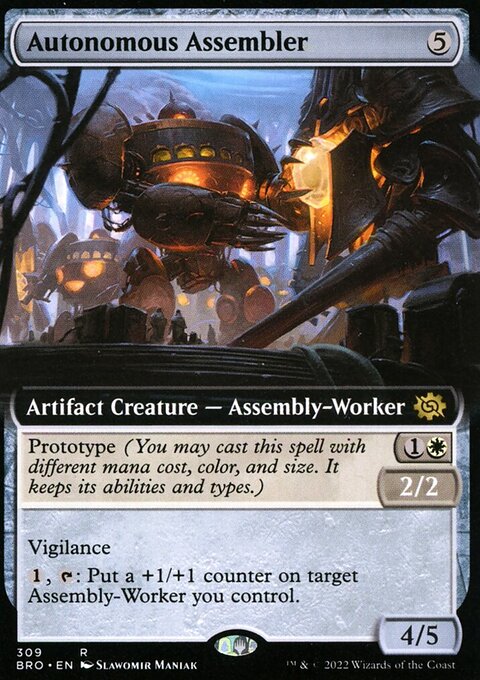 Autonomous Assembler 5
Artifact Creature — Assembly-Worker
Prototype (You may cast this spell with 1
different mana cost, color, and size. It
keeps its abilities and types.) 2/2
Vigilance
1, : Put a +1/+1 counter on target
Assembly-Worker you control.
4/5
309 R
BRO • EN Slawomir Maniak ™ & © 2022 Wizards of the Coast